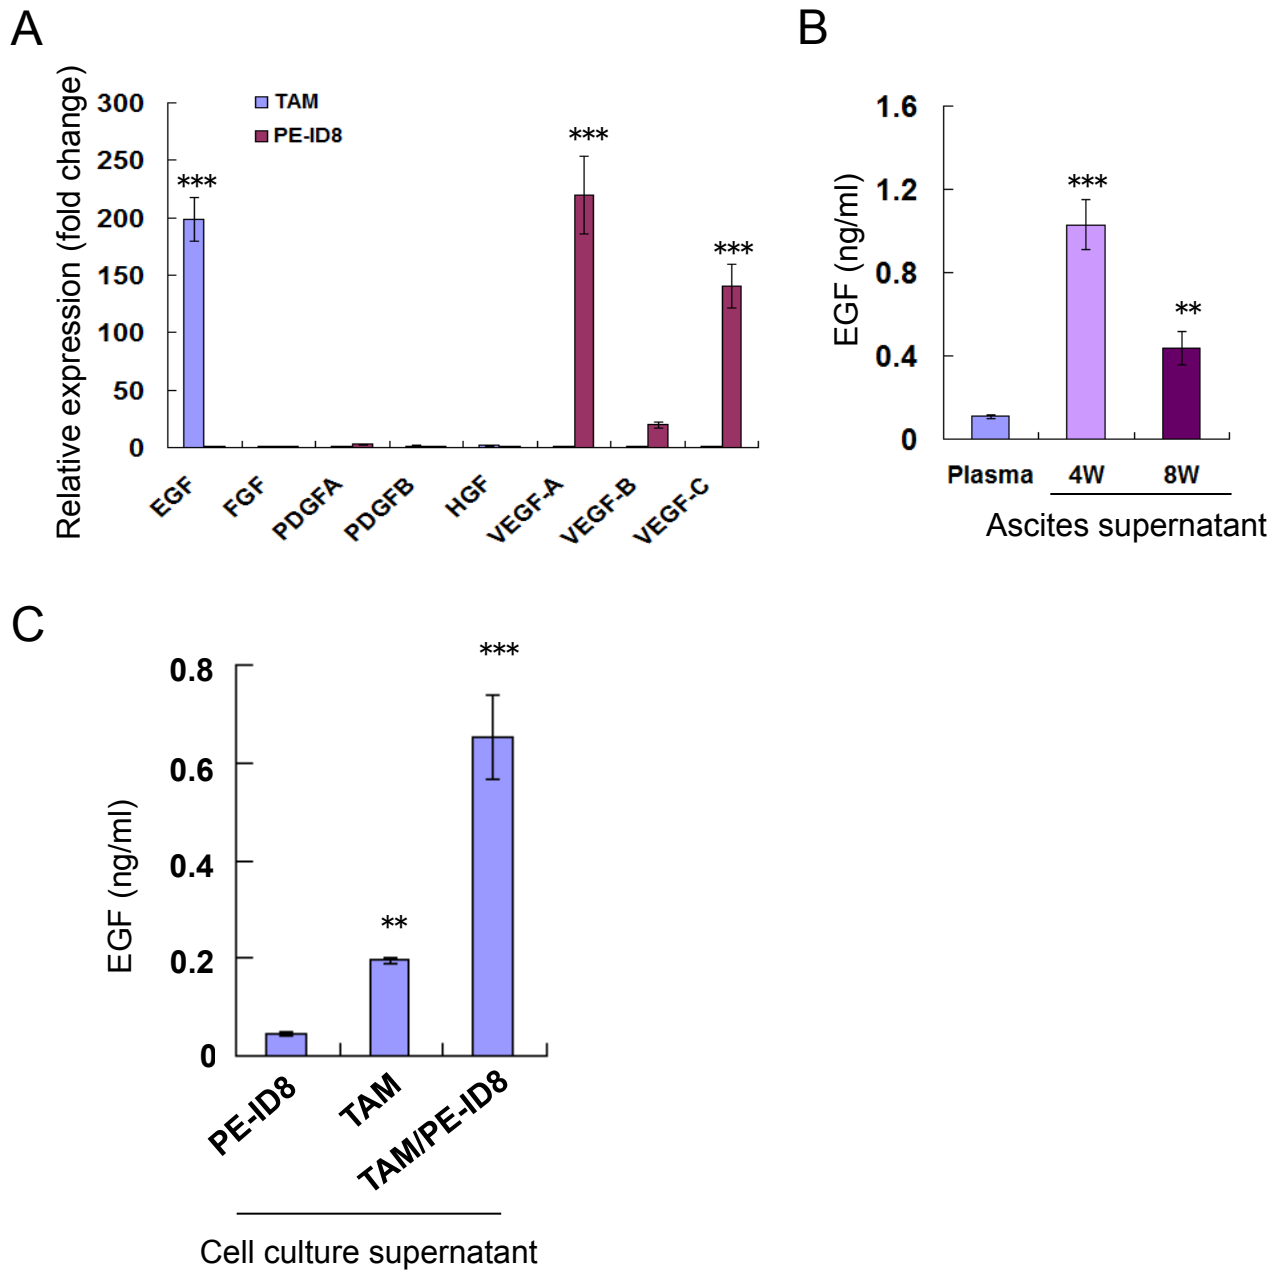 A
Relative expression (fold change)
300
250
200
150
100
50
0
TAM
PE-ID8
***
***
***
EGF
FGF
PDGFA
PDGFB
HGF
VEGF-A
VEGF-B
VEGF-C
B
EGF (ng/ml)
1.6
1.2
0.8
0.4
0
***
**
Plasma
4W
8W
Ascites supernatant
C
EGF (ng/ml)
0.8
0.6
0.4
0.2
0
**
***
PE-ID8
TAM
TAM/PE-ID8
Cell culture supernatant